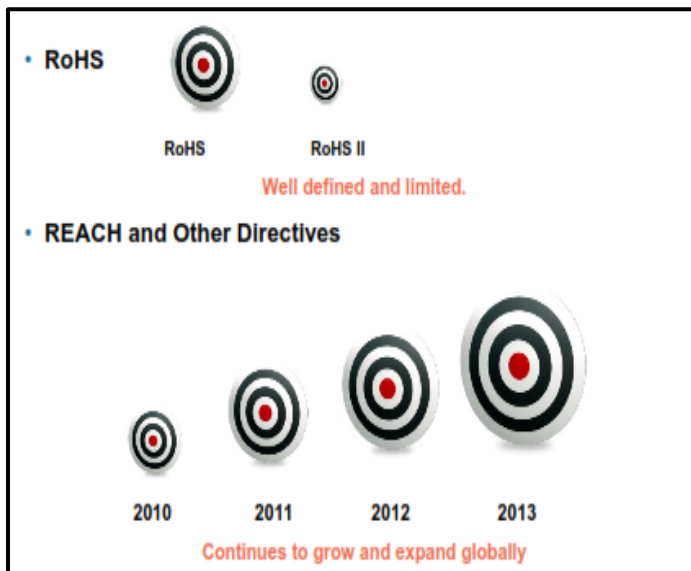 • RoHS
RoHS RoHS II
Well defined and limited.
• REACH and Other Directives
2010 2011 2012 2013
Continues to grow and expand globally